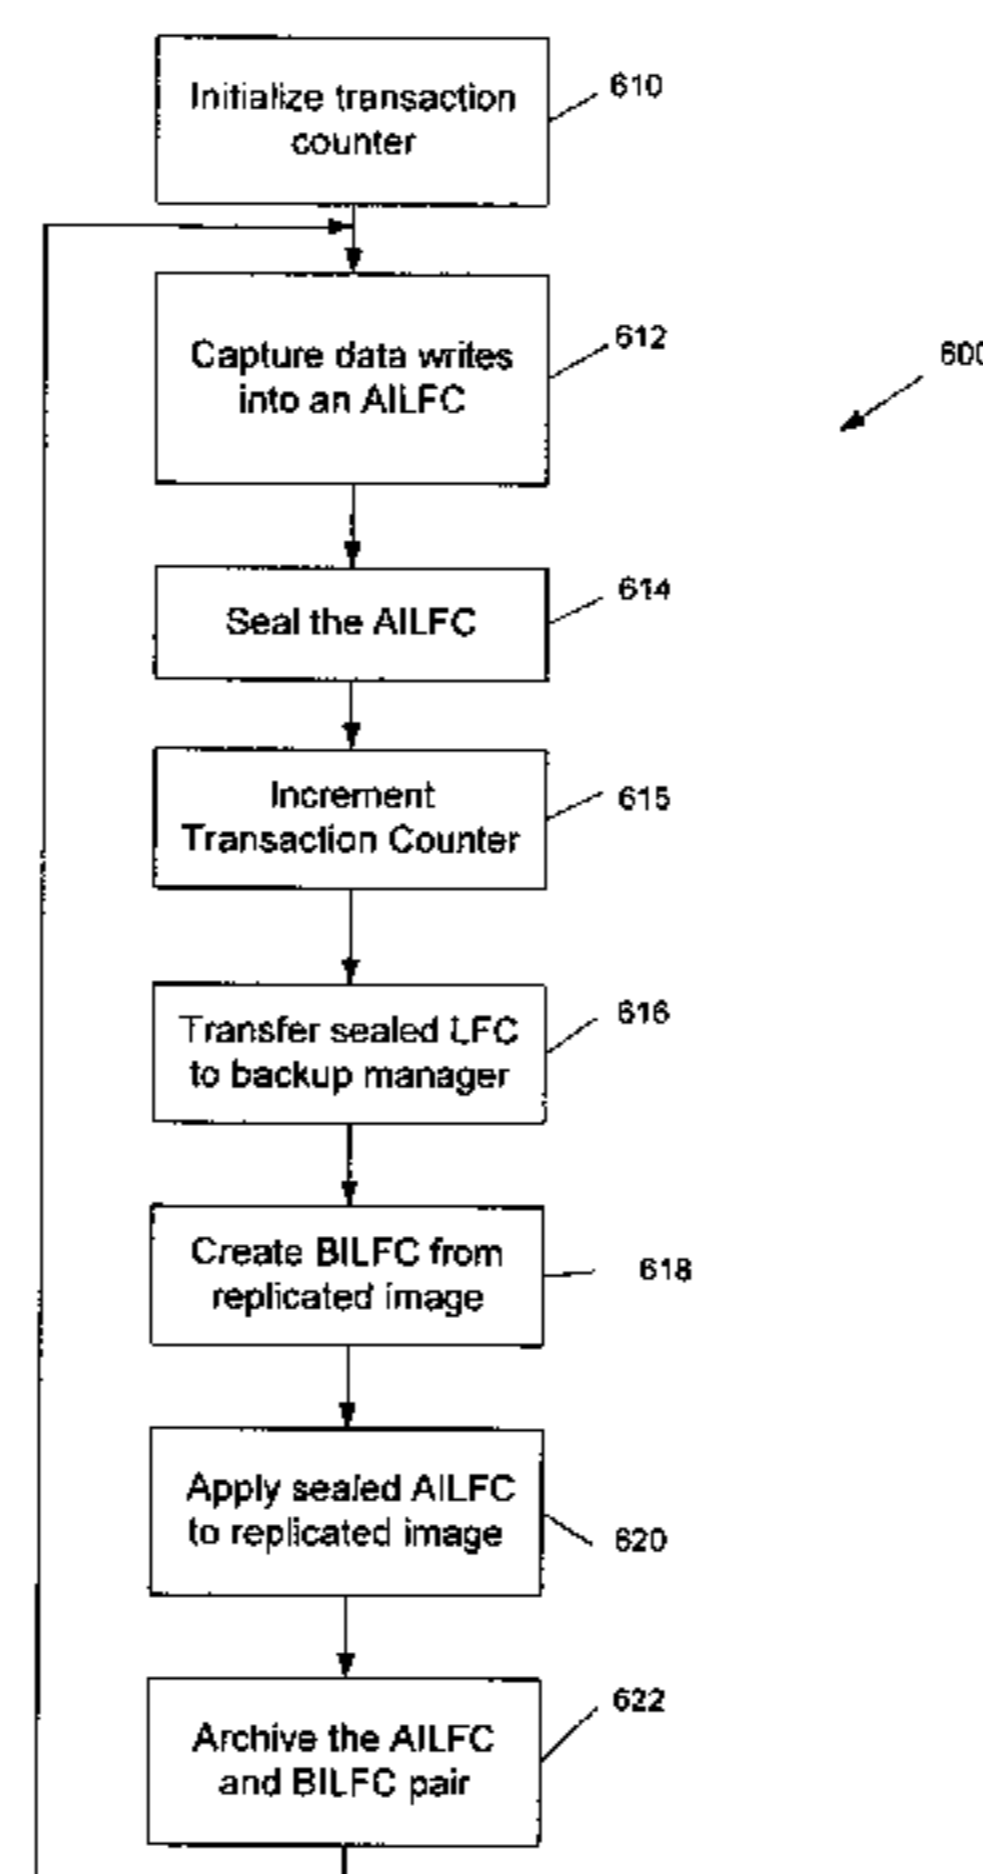 Initialize transaction
counter
610
Capture data writes
into an AILFC
612
600
Seal the AILFC
614
Increment
Transaction Counter
615
Transfer sealed LFC
to backup manager
616
Create BILFC from
replicated image
618
Apply sealed AILFC
to replicated image
620
Archive the AILFC
and BILFC pair
622